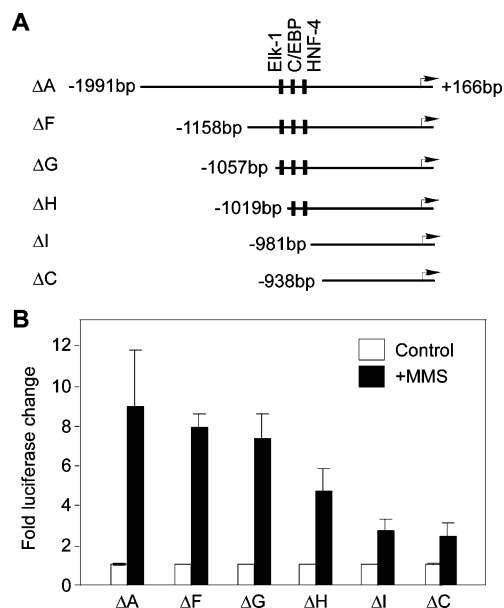 A
Elk-1
C/EBP
HNF-4
ΔA -1991bp +166bp
ΔF -1158bp
ΔG -1057bp
ΔH -1019bp
ΔI -981bp
ΔC -938bp
B
Fold luciferase change
12
10
8
6
4
2
0
Control
+MMS
ΔA ΔF ΔG ΔH ΔI ΔC